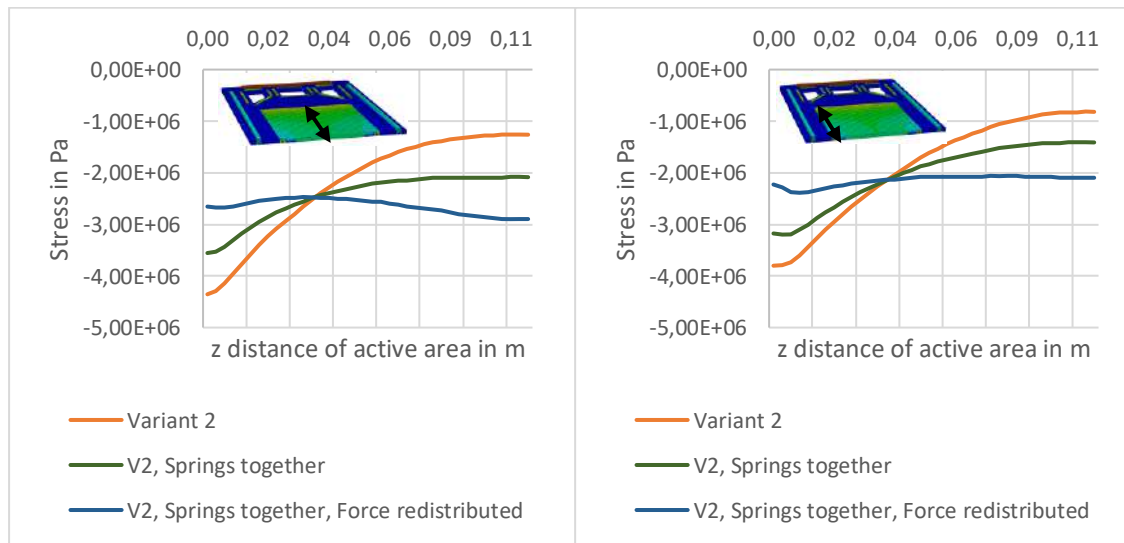 0,00 0,02 0,04 0,06 0,09 0,11
0,00E+00
-1,00E+06
-2,00E+06
-3,00E+06
-4,00E+06
-5,00E+06
Stress in Pa
z distance of active area in m
Variant 2
V2, Springs together
V2, Springs together, Force redistributed
0,00 0,02 0,04 0,06 0,09 0,11
0,00E+00
-1,00E+06
-2,00E+06
-3,00E+06
-4,00E+06
-5,00E+06
Stress in Pa
z distance of active area in m
Variant 2
V2, Springs together
V2, Springs together, Force redistributed